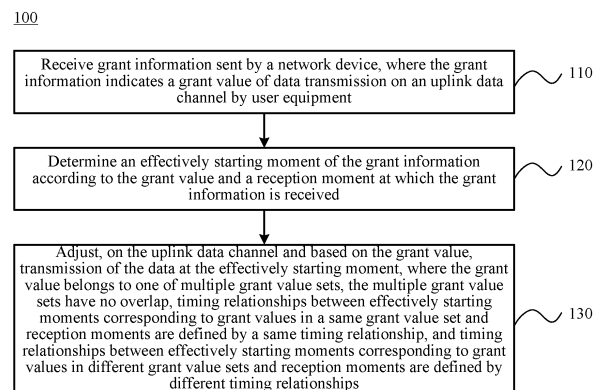 100
Receive grant information sent by a network device, where the grant
information indicates a grant value of data transmission on an uplink data
channel by user equipment
110
Determine an effectively starting moment of the grant information
according to the grant value and a reception moment at which the grant
information is received
120
Adjust, on the uplink data channel and based on the grant value,
transmission of the data at the effectively starting moment, where the grant
value belongs to one of multiple grant value sets, the multiple grant value
sets have no overlap, timing relationships between effectively starting
moments corresponding to grant values in a same grant value set and
reception moments are defined by a same timing relationship, and timing
relationships between effectively starting moments corresponding to grant
values in different grant value sets and reception moments are defined by
different timing relationships
130